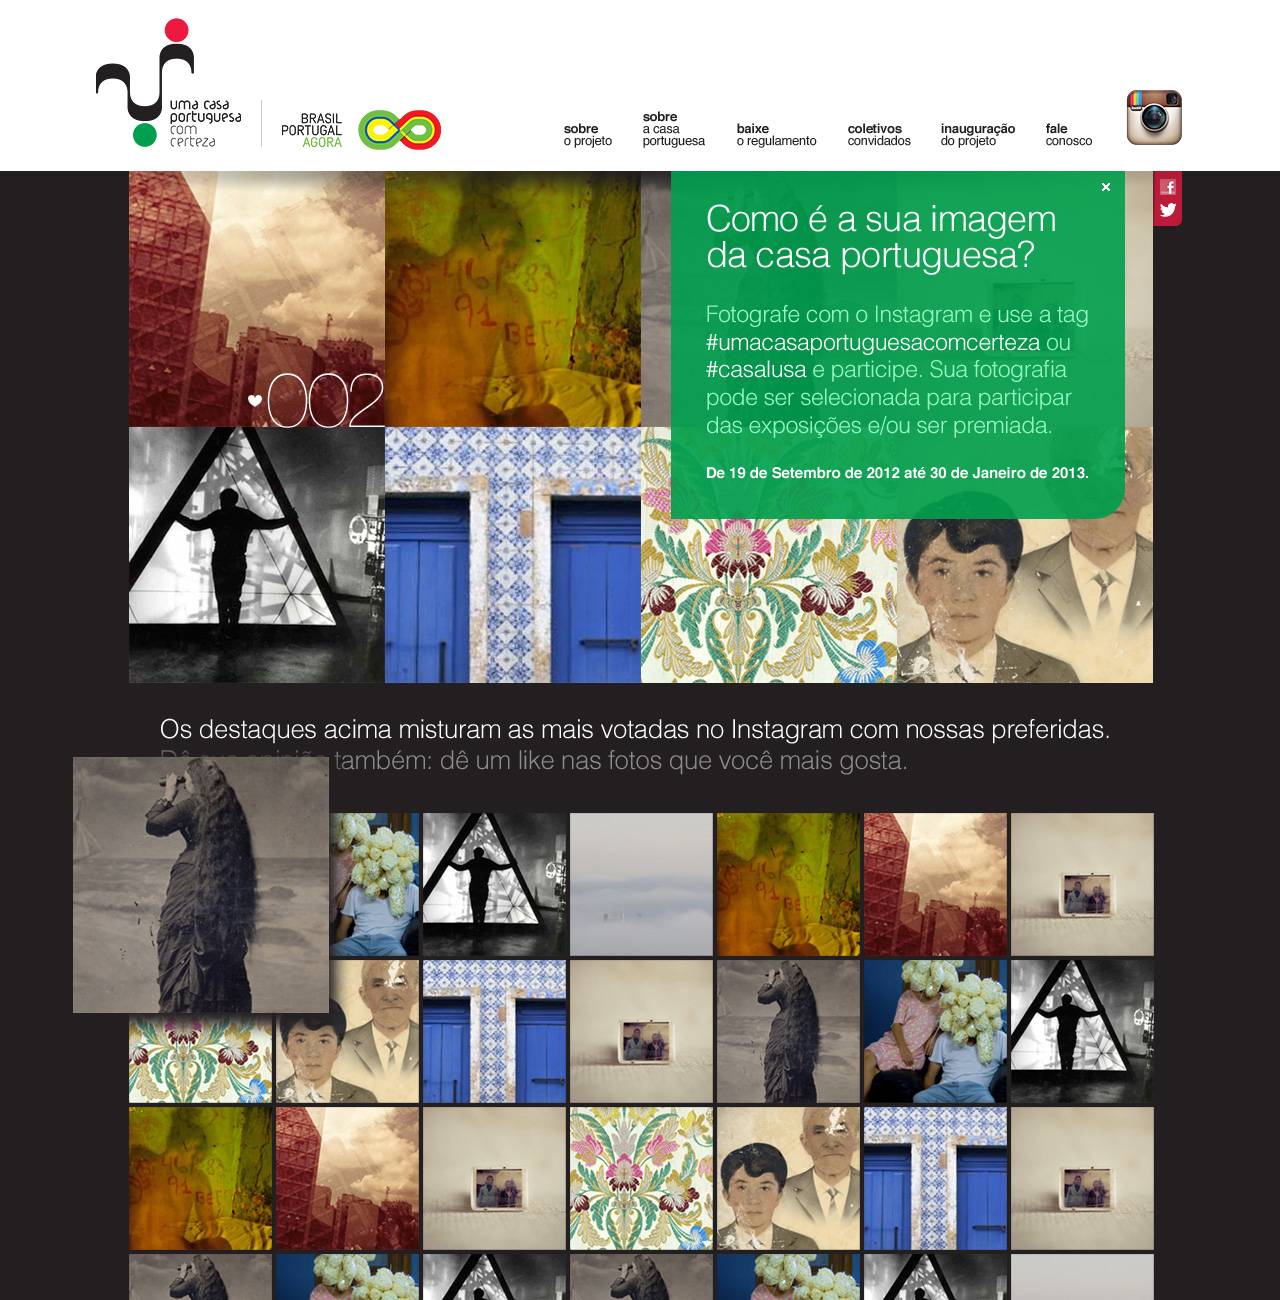 uma casa
portuguesa
com
certeza
BRASIL
PORTUGAL
AGORA
sobre
o projeto
sobre
a casa
portuguesa
baixe
o regulamento
coletivos
convidados
inauguração
do projeto
fale
conosco
Como é a sua imagem
da casa portuguesa?
Fotografe com o Instagram e use a tag
#umacasaportuguesacomcerteza ou
#casalusa e participe. Sua fotografia
pode ser selecionada para participar
das exposições e/ou ser premiada.
De 19 de Setembro de 2012 até 30 de Janeiro de 2013.
002
91
Os destaques acima misturam as mais votadas no Instagram com nossas preferidas.
Dê sua opinião também: dê um like nas fotos que você mais gosta.